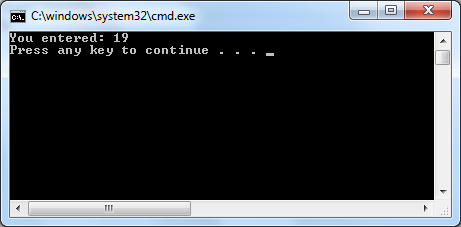 C:\windows\system32\cmd.exe
You entered: 19
Press any key to continue . . . _